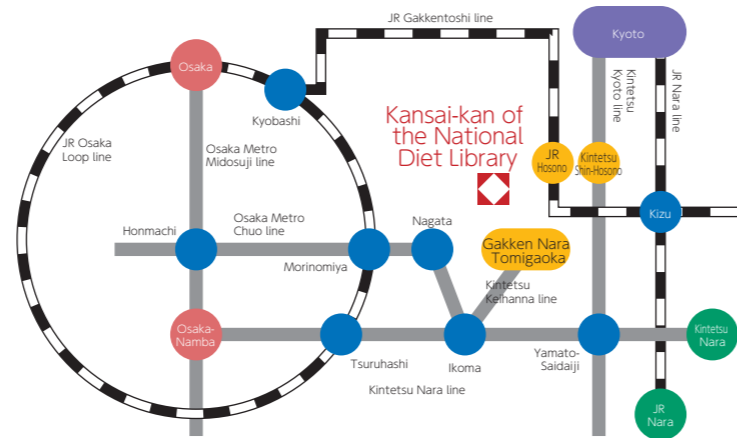 JR Gakkentoshi line
Kyoto
Osaka
Kintetsu
Kyoto line
JR Nara line
Kyobashi
Kansai-kan of
the National
Diet Library
JR Osaka
Loop line
Osaka Metro
Midosuji line
JR
Hosono
Kintetsu
Shin-Hosono
Honmachi
Osaka Metro
Chuo line
Nagata
Kizu
Morinomiya
Gakken Nara
Tomigaoka
Kintetsu
Keihanna line
Osaka-
Namba
Kintetsu
Nara
Tsuruhashi
Ikoma
Yamato-
Saidaiji
Kintetsu Nara line
JR
Nara